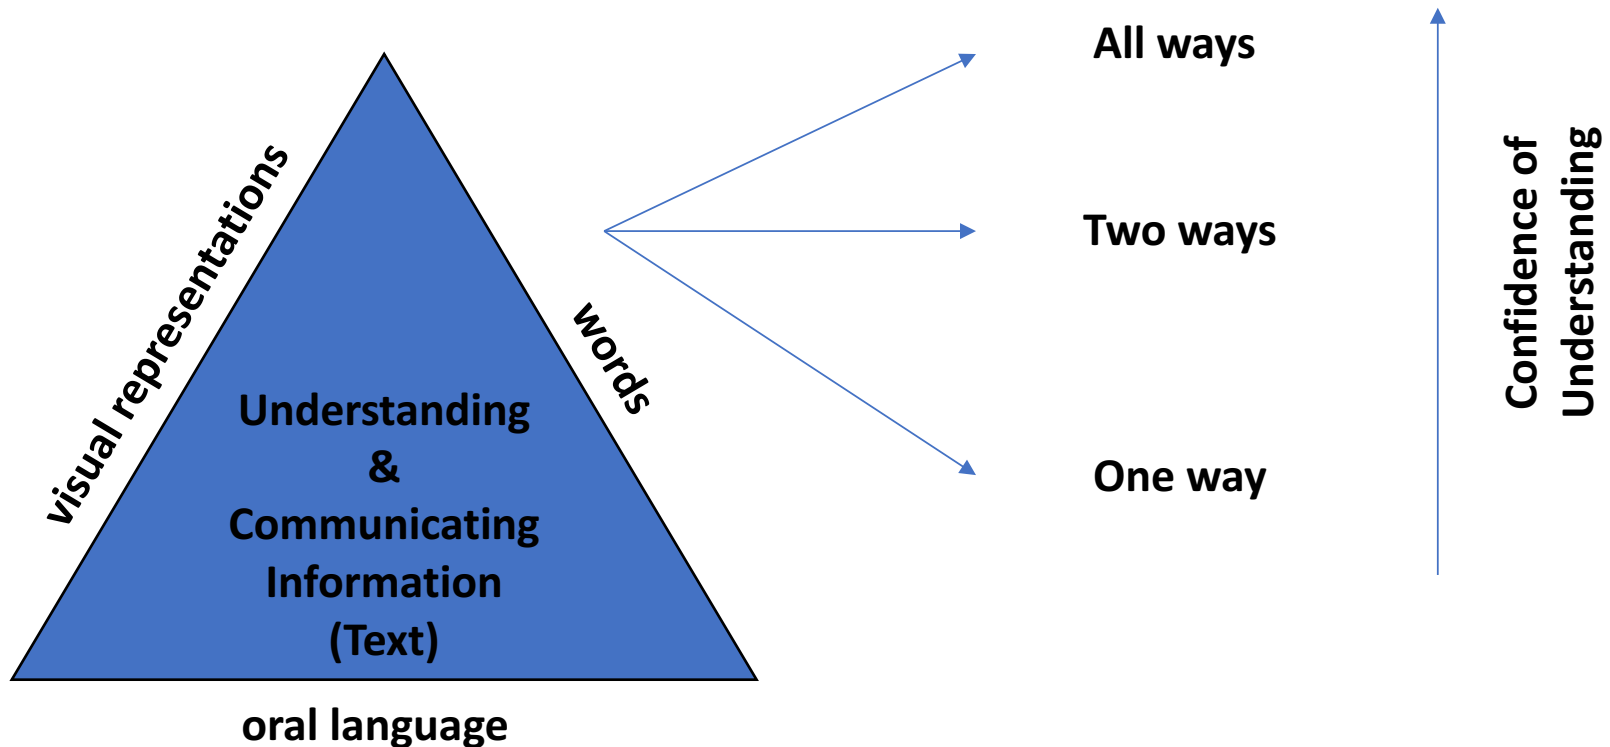 visual representations
words
Understanding
&
Communicating
Information
(Text)
oral language
All ways
Two ways
One way
Confidence of
Understanding